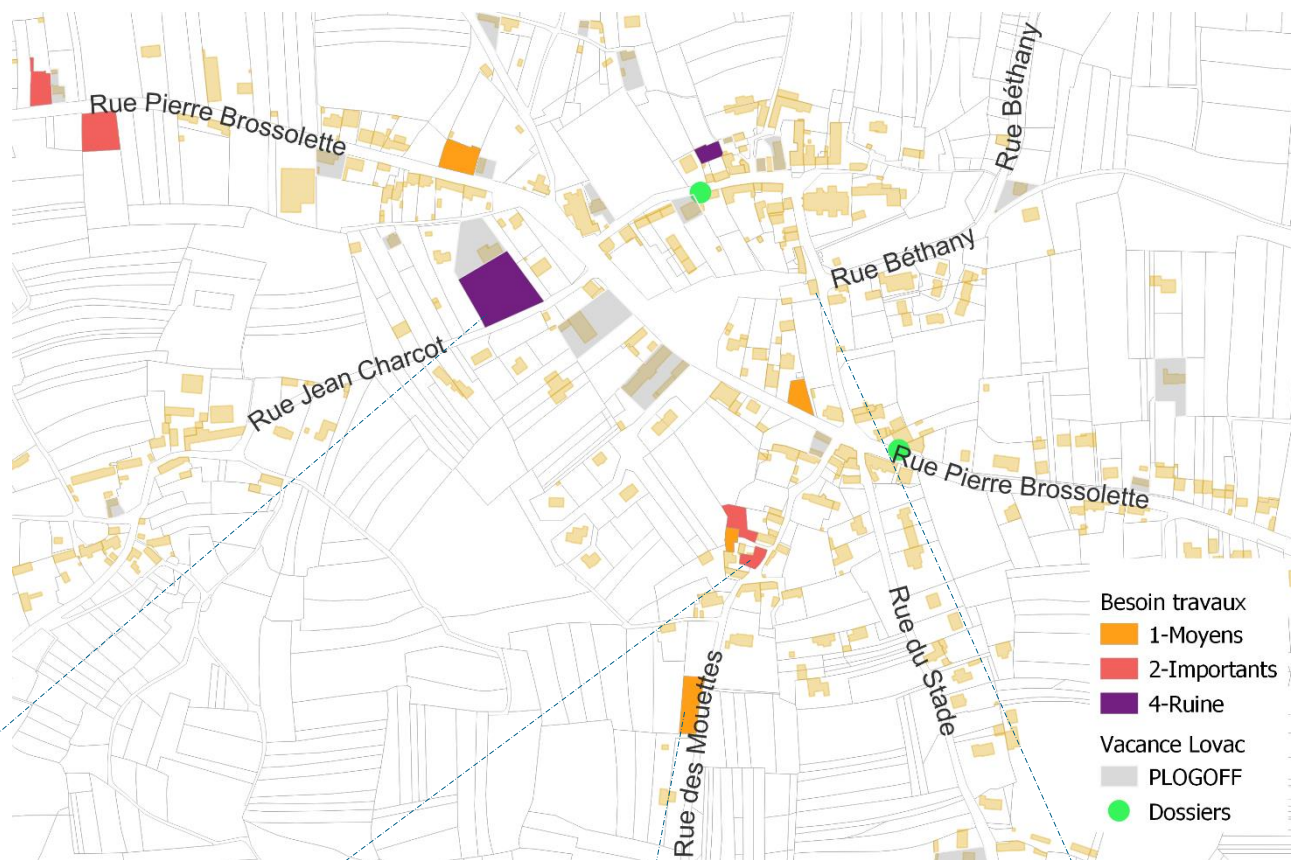 Rue Béthany
Rue Pierre Brossolette
Rue Béthany
Rue Jean Charcot
Rue Pierre Brossolette
Rue du Stade
Rue des Mouettes
Besoin travaux
1-Moyens
2-Importants
4-Ruine
Vacance Lovac
PLOGOFF
Dossiers